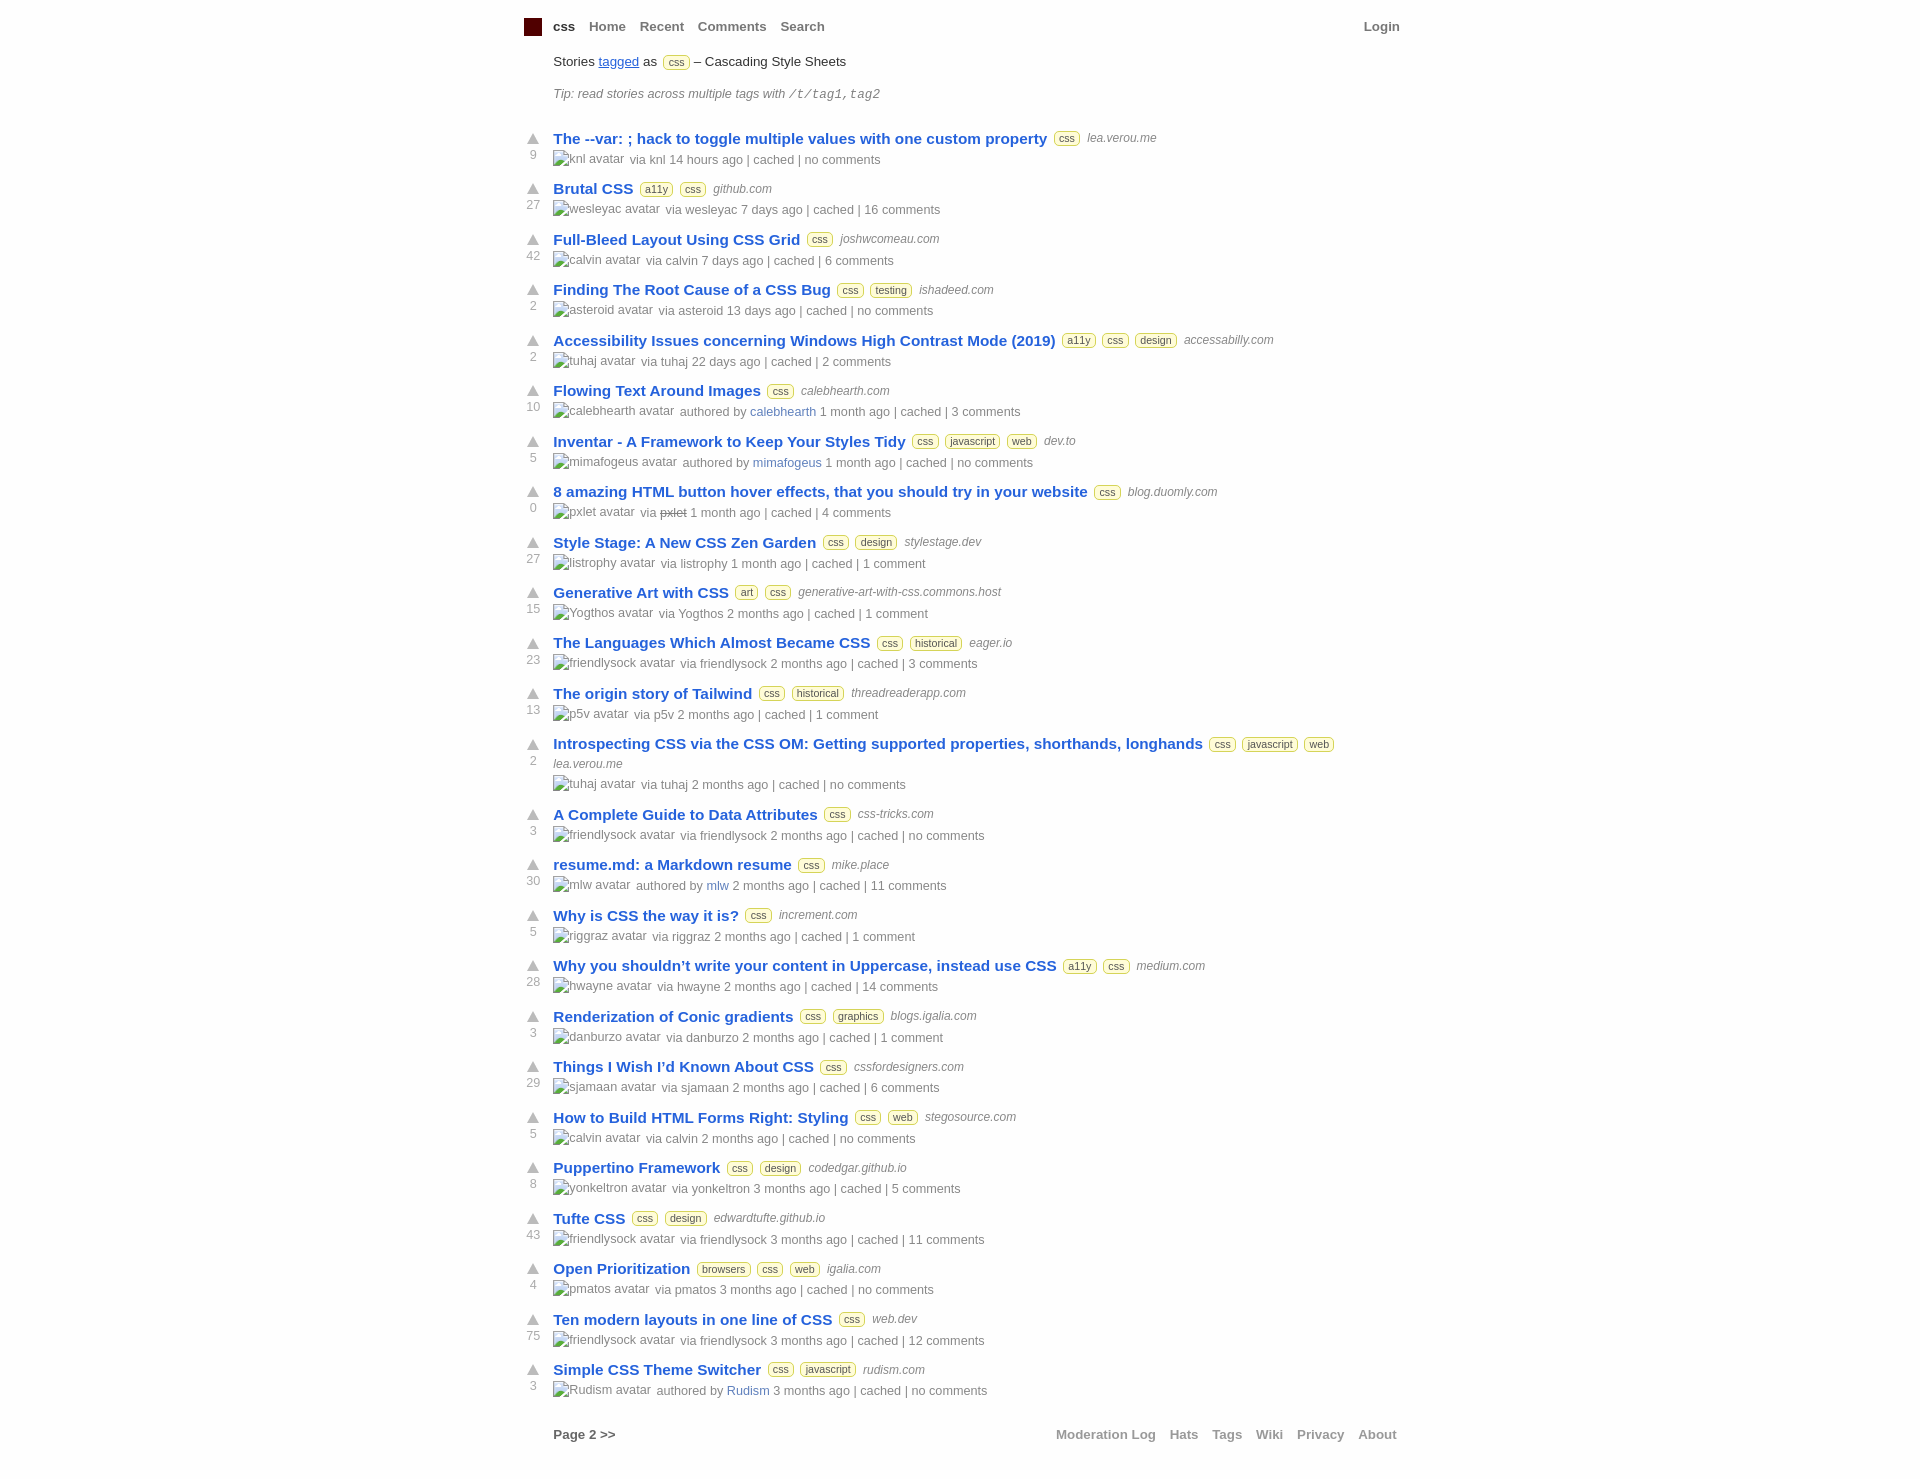 css Home Recent Comments Search Login
Stories tagged as css – Cascading Style Sheets
Tip: read stories across multiple tags with /t/tag1,tag2
The --var: ; hack to toggle multiple values with one custom property css lea.verou.me
9 knl avatar via knl 14 hours ago | cached | no comments
Brutal CSS a11y css github.com
27 wesleyac avatar via wesleyac 7 days ago | cached | 16 comments
Full-Bleed Layout Using CSS Grid css joshwcomeau.com
42 calvin avatar via calvin 7 days ago | cached | 6 comments
Finding The Root Cause of a CSS Bug css testing ishadeed.com
2 asteroid avatar via asteroid 13 days ago | cached | no comments
Accessibility Issues concerning Windows High Contrast Mode (2019) a11y css design accessabilly.com
2 tuhaj avatar via tuhaj 22 days ago | cached | 2 comments
Flowing Text Around Images css calebhearth.com
10 calebhearth avatar authored by calebhearth 1 month ago | cached | 3 comments
Inventar - A Framework to Keep Your Styles Tidy css javascript web dev.to
5 mimafogeus avatar authored by mimafogeus 1 month ago | cached | no comments
8 amazing HTML button hover effects, that you should try in your website css blog.duomly.com
0 pxlet avatar via pxlet 1 month ago | cached | 4 comments
Style Stage: A New CSS Zen Garden css design stylestage.dev
27 listrophy avatar via listrophy 1 month ago | cached | 1 comment
Generative Art with CSS art css generative-art-with-css.commons.host
15 Yogthos avatar via Yogthos 2 months ago | cached | 1 comment
The Languages Which Almost Became CSS css historical eager.io
23 friendlysock avatar via friendlysock 2 months ago | cached | 3 comments
The origin story of Tailwind css historical threadreaderapp.com
13 p5v avatar via p5v 2 months ago | cached | 1 comment
Introspecting CSS via the CSS OM: Getting supported properties, shorthands, longhands css javascript web
2 lea.verou.me
tuhaj avatar via tuhaj 2 months ago | cached | no comments
A Complete Guide to Data Attributes css css-tricks.com
3 friendlysock avatar via friendlysock 2 months ago | cached | no comments
resume.md: a Markdown resume css mike.place
30 mlw avatar authored by mlw 2 months ago | cached | 11 comments
Why is CSS the way it is? css increment.com
5 riggraz avatar via riggraz 2 months ago | cached | 1 comment
Why you shouldn’t write your content in Uppercase, instead use CSS a11y css medium.com
28 hwayne avatar via hwayne 2 months ago | cached | 14 comments
Renderization of Conic gradients css graphics blogs.igalia.com
3 danburzo avatar via danburzo 2 months ago | cached | 1 comment
Things I Wish I’d Known About CSS css cssfordesigners.com
29 sjamaan avatar via sjamaan 2 months ago | cached | 6 comments
How to Build HTML Forms Right: Styling css web stegosource.com
5 calvin avatar via calvin 2 months ago | cached | no comments
Puppertino Framework css design codedgar.github.io
8 yonkeltron avatar via yonkeltron 3 months ago | cached | 5 comments
Tufte CSS css design edwardtufte.github.io
43 friendlysock avatar via friendlysock 3 months ago | cached | 11 comments
Open Prioritization browsers css web igalia.com
4 pmatos avatar via pmatos 3 months ago | cached | no comments
Ten modern layouts in one line of CSS css web.dev
75 friendlysock avatar via friendlysock 3 months ago | cached | 12 comments
Simple CSS Theme Switcher css javascript rudism.com
3 Rudism avatar authored by Rudism 3 months ago | cached | no comments
Page 2 >> Moderation Log Hats Tags Wiki Privacy About